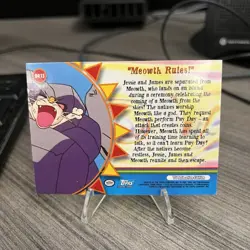 "Meowth Rules!"
Jessie and James are separated from
Meowth, who lands on an island
during a ceremony celebrating the
coming of a Meowth from
the stars! The natives worship
Meowth like a god. They request
Meowth perform Pay Day! – an
attack that creates coins.
However, Meowth has spent all
of its training time learning to
talk, so it can't learn Pay Day!
After the natives become
restless, Jessie, James and
Meowth reunite and then escape.
Topps